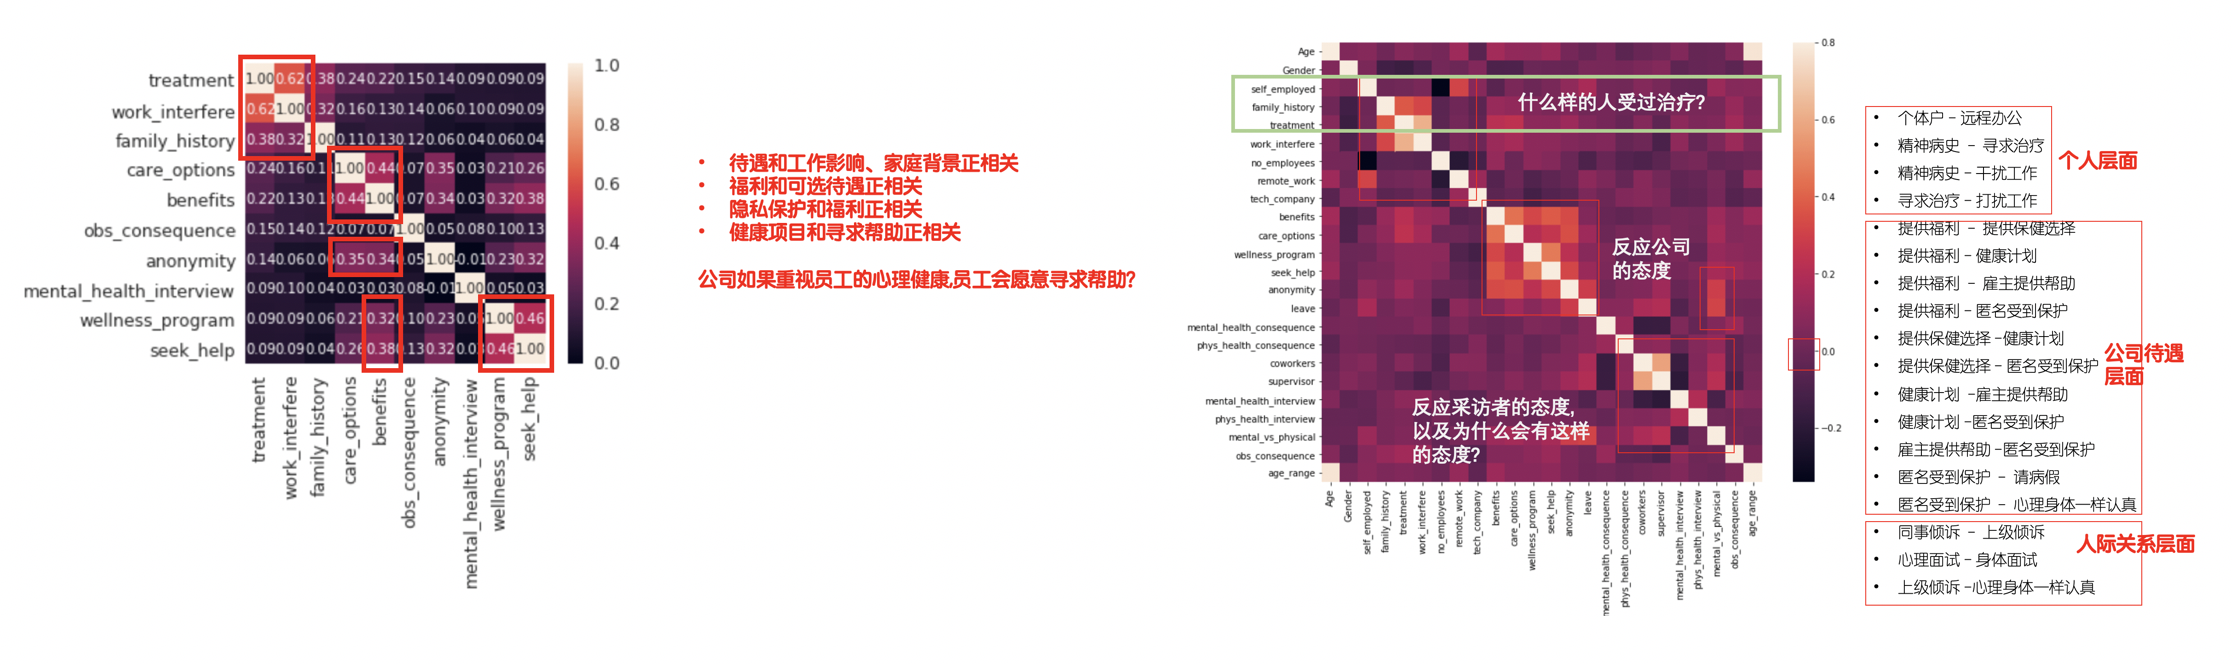 treatment 1.00 0.62 0.38 0.24 0.22 0.15 0.14 0.09 0.09 0.09
work_interfere 0.62 1.00 0.32 0.16 0.13 0.14 0.06 0.10 0.09 0.09
family_history 0.38 0.32 1.00 0.11 0.13 0.12 0.06 0.04 0.06 0.04
care_options 0.24 0.16 0.11 1.00 0.44 0.07 0.35 0.03 0.21 0.26
benefits 0.22 0.13 0.13 0.44 1.00 0.07 0.34 0.03 0.32 0.38
obs_consequence 0.15 0.14 0.12 0.07 0.07 1.00 0.05 0.08 0.10 0.13
anonymity 0.14 0.06 0.06 0.35 0.34 0.05 1.00 -0.01 0.23 0.32
mental_health_interview 0.09 0.10 0.04 0.03 0.03 0.08 -0.01 1.00 0.05 0.03
wellness_program 0.09 0.09 0.06 0.21 0.32 0.10 0.23 0.05 1.00 0.46
seek_help 0.09 0.09 0.04 0.26 0.38 0.13 0.32 0.03 0.46 1.00
treatment
work_interfere
family_history
care_options
benefits
obs_consequence
anonymity
mental_health_interview
wellness_program
seek_help
1.0
0.8
0.6
0.4
0.2
0.0
• 待遇和工作影响、家庭背景正相关
• 福利和可选待遇正相关
• 隐私保护和福利正相关
• 健康项目和寻求帮助正相关
公司如果重视员工的心理健康,员工会愿意寻求帮助?
Age
Gender
self_employed
family_history
treatment
work_interfere
no_employees
remote_work
tech_company
benefits
care_options
wellness_program
seek_help
anonymity
leave
mental_health_consequence
phys_health_consequence
coworkers
supervisor
mental_health_interview
phys_health_interview
mental_vs_physical
obs_consequence
age_range
什么样的人受过治疗?
反应公司
的态度
反应采访者的态度,
以及为什么会有这样
的态度?
Age
Gender
self_employed
family_history
treatment
work_interfere
no_employees
remote_work
tech_company
benefits
care_options
wellness_program
seek_help
anonymity
leave
mental_health_consequence
phys_health_consequence
coworkers
supervisor
mental_health_interview
phys_health_interview
mental_vs_physical
obs_consequence
age_range
0.8
0.6
0.4
0.2
0.0
-0.2
• 个体户 – 远程办公
• 精神病史 – 寻求治疗
• 精神病史 – 干扰工作
• 寻求治疗 – 打扰工作
个人层面
• 提供福利 – 提供保健选择
• 提供福利 – 健康计划
• 提供福利 – 雇主提供帮助
• 提供福利 – 匿名受到保护
• 提供保健选择 –健康计划
• 提供保健选择 – 匿名受到保护
• 健康计划 –雇主提供帮助
• 健康计划 –匿名受到保护
• 雇主提供帮助 –匿名受到保护
• 匿名受到保护 – 请病假
• 匿名受到保护 – 心理身体一样认真
公司待遇
层面
• 同事倾诉 – 上级倾诉
• 心理面试 – 身体面试
• 上级倾诉 –心理身体一样认真
人际关系层面